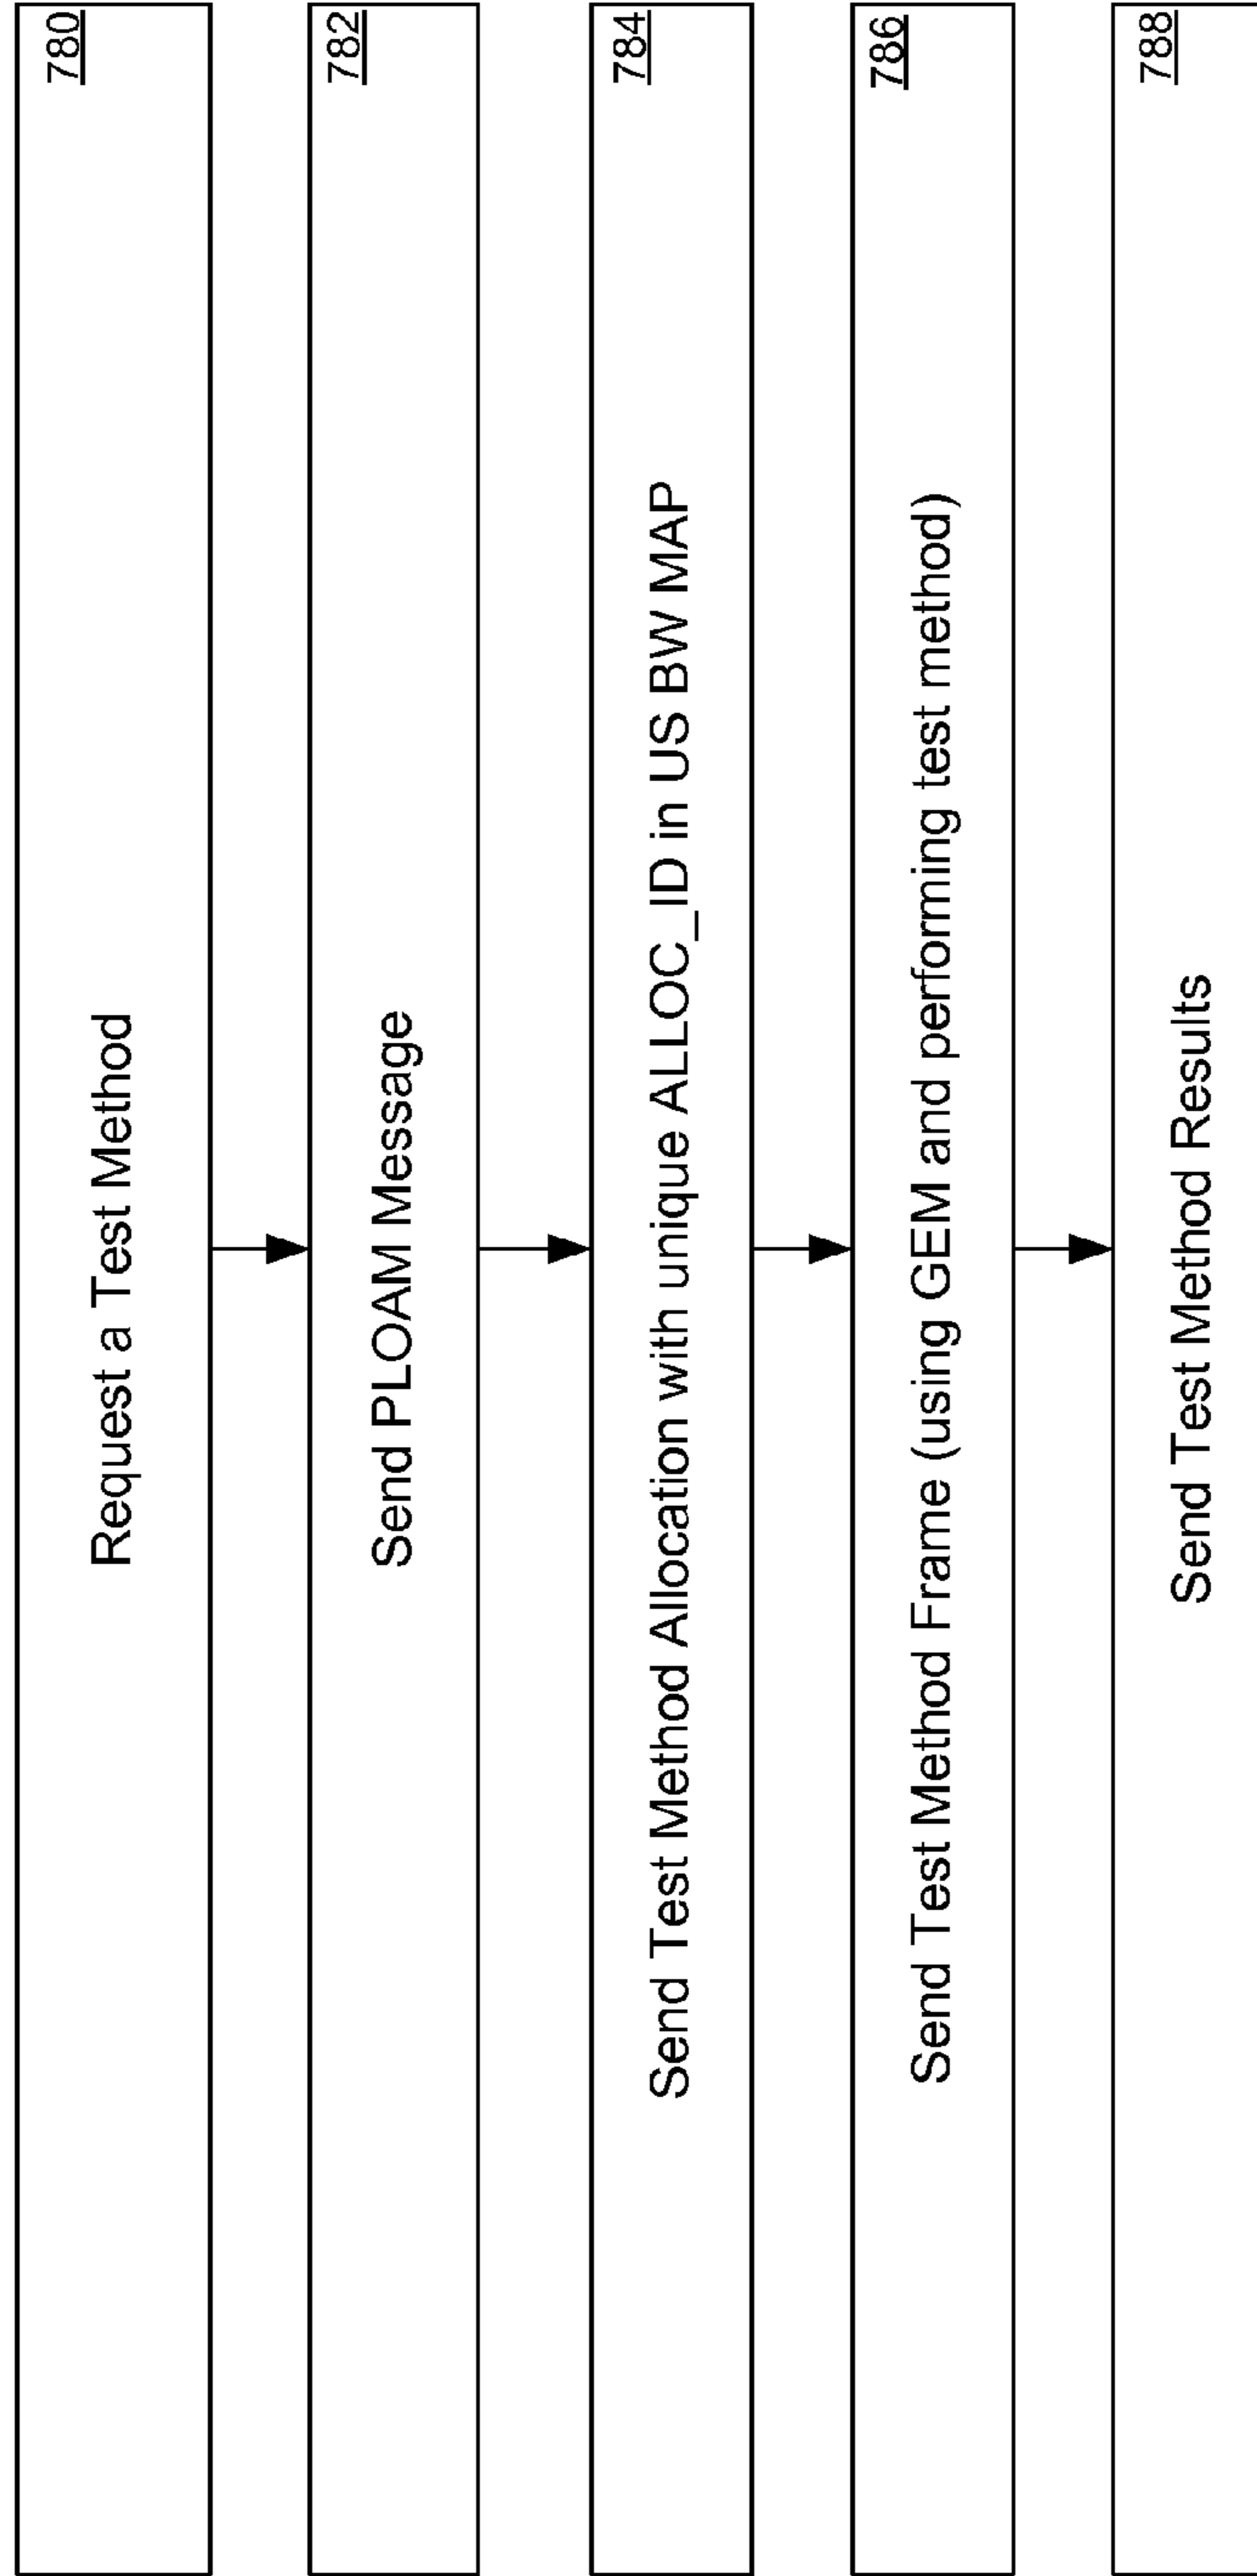 780
Request a Test Method
782
Send PLOAM Message
784
Send Test Method Allocation with unique ALLOC_ID in US BW MAP
786
Send Test Method Frame (using GEM and performing test method)
788
Send Test Method Results